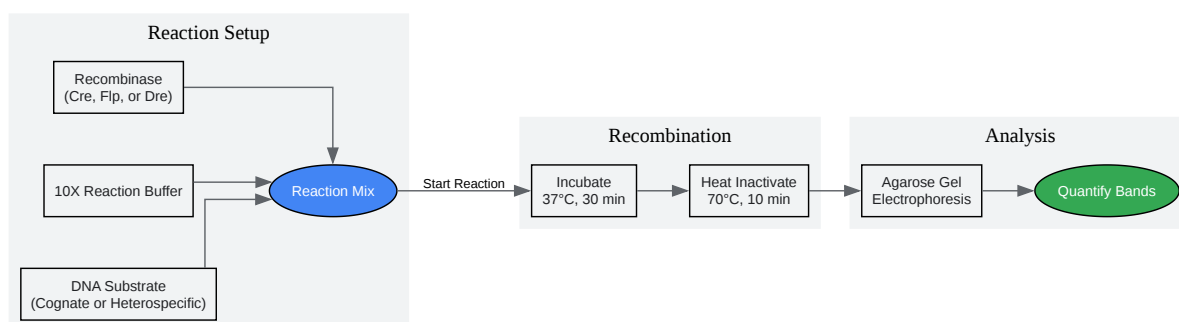 Reaction Setup
Recombinase
(Cre, Flp, or Dre)
10X Reaction Buffer
DNA Substrate
(Cognate or Heterospecific)
Reaction Mix
Start Reaction
Recombination
Incubate
37°C, 30 min
Heat Inactivate
70°C, 10 min
Analysis
Agarose Gel
Electrophoresis
Quantify Bands